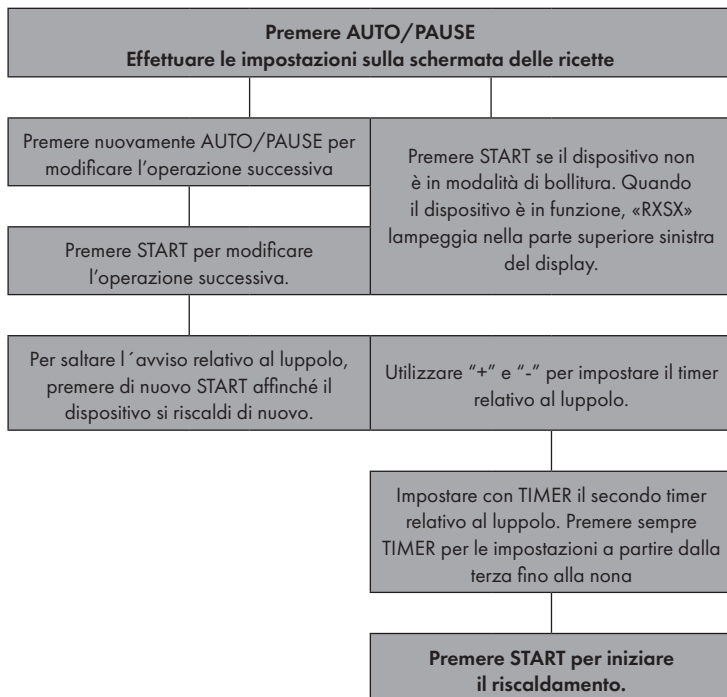 Premere AUTO/PAUSE
Effettuare le impostazioni sulla schermata delle ricette
Premere nuovamente AUTO/PAUSE per
modificare l'operazione successiva
Premere START se il dispositivo non
è in modalità di bollitura. Quando
il dispositivo è in funzione, «RXSX»
lampeggia nella parte superiore sinistra
del display.
Premere START per modificare
l'operazione successiva.
Per saltare l´avviso relativo al luppolo,
premere di nuovo START affinché il
dispositivo si riscaldi di nuovo.
Utilizzare “+” e “-” per impostare il timer
relativo al luppolo.
Impostare con TIMER il secondo timer
relativo al luppolo. Premere sempre
TIMER per le impostazioni a partire dalla
terza fino alla nona
Premere START per iniziare
il riscaldamento.